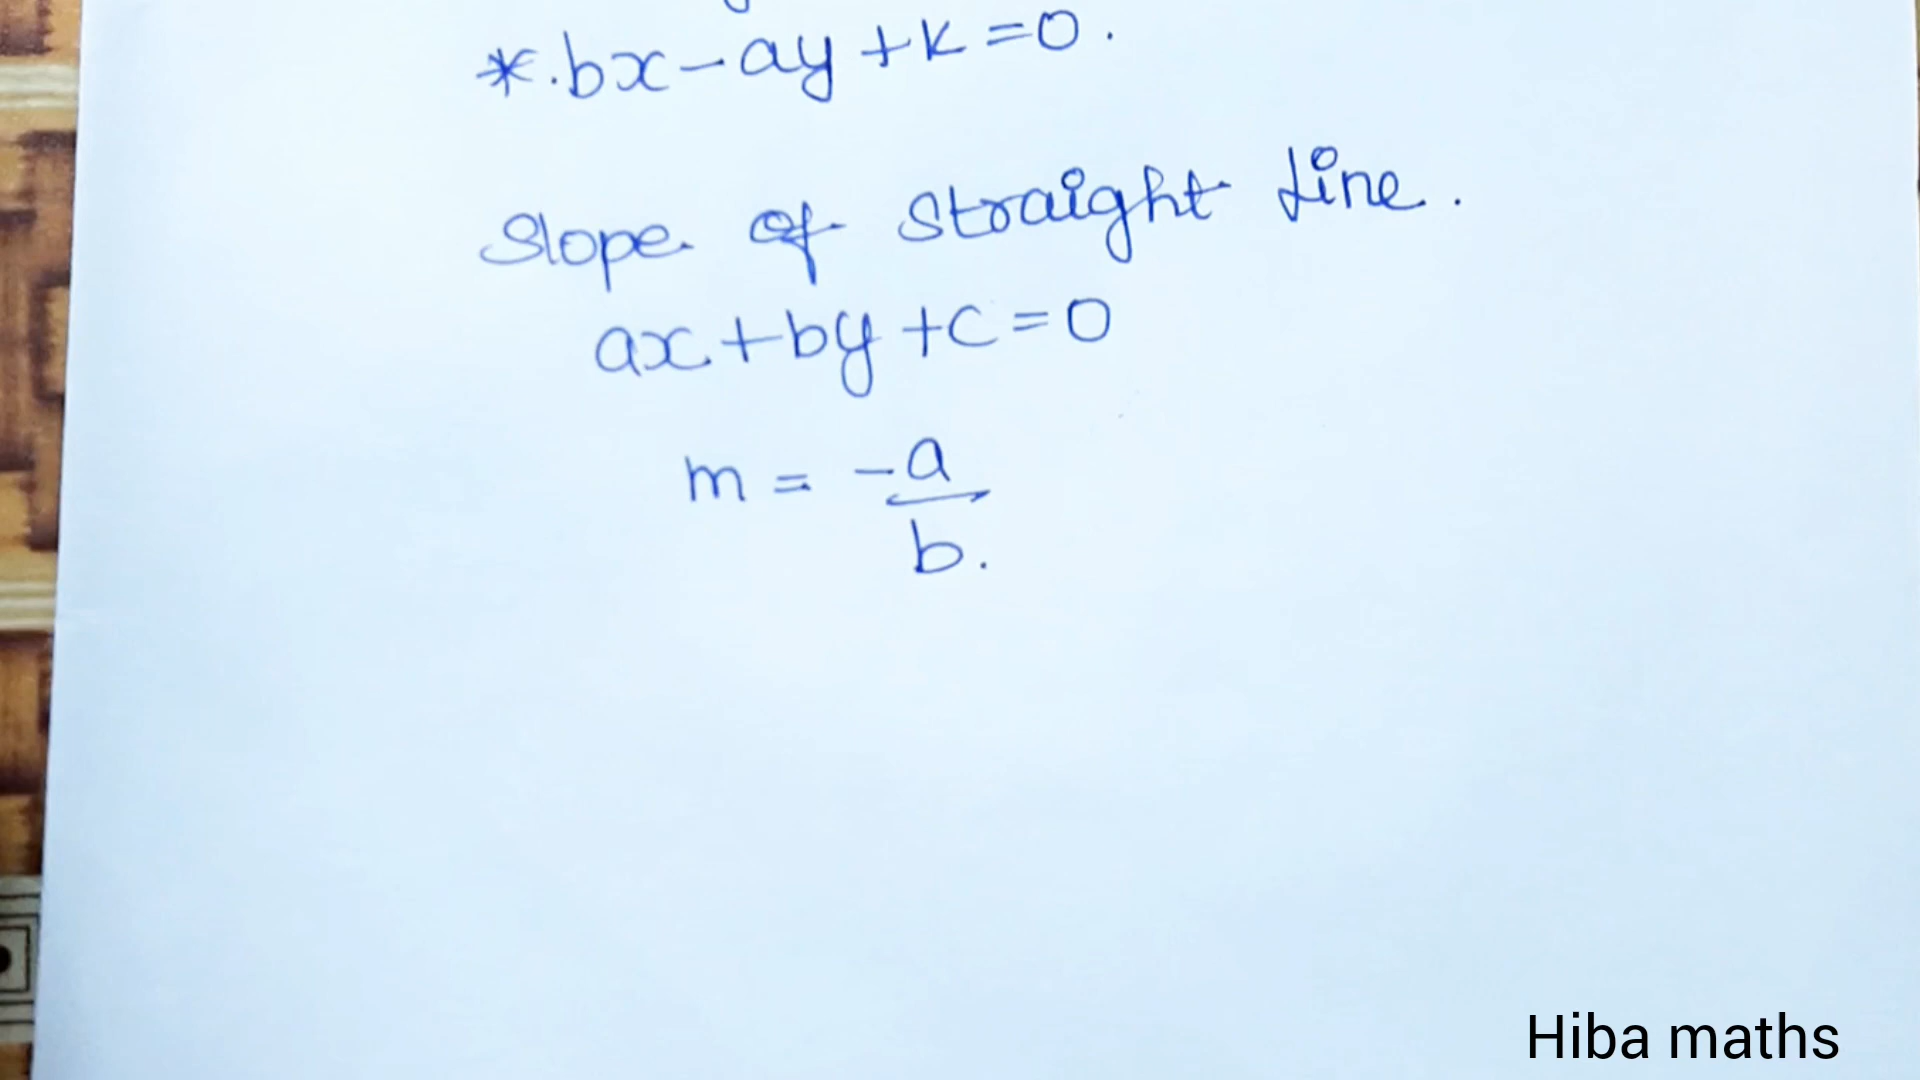 *.bx-ay+k=0.
Slope of Straight Line.
ax+by+c=0
m = -a
b.
Hiba maths